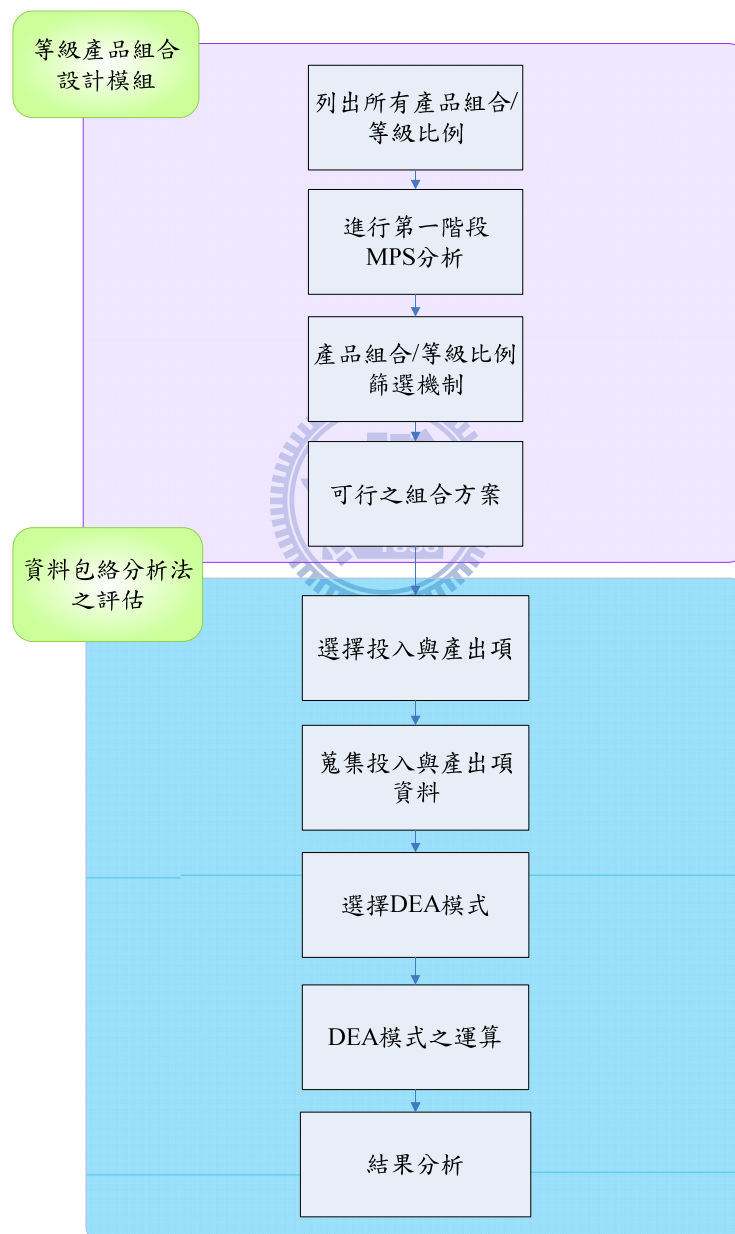 等級產品組合
設計模組
列出所有產品組合/
等級比例
進行第一階段
MPS分析
產品組合/等級比例
篩選機制
可行之組合方案
資料包絡分析法
之評估
選擇投入與產出項
蒐集投入與產出項
資料
選擇DEA模式
DEA模式之運算
結果分析